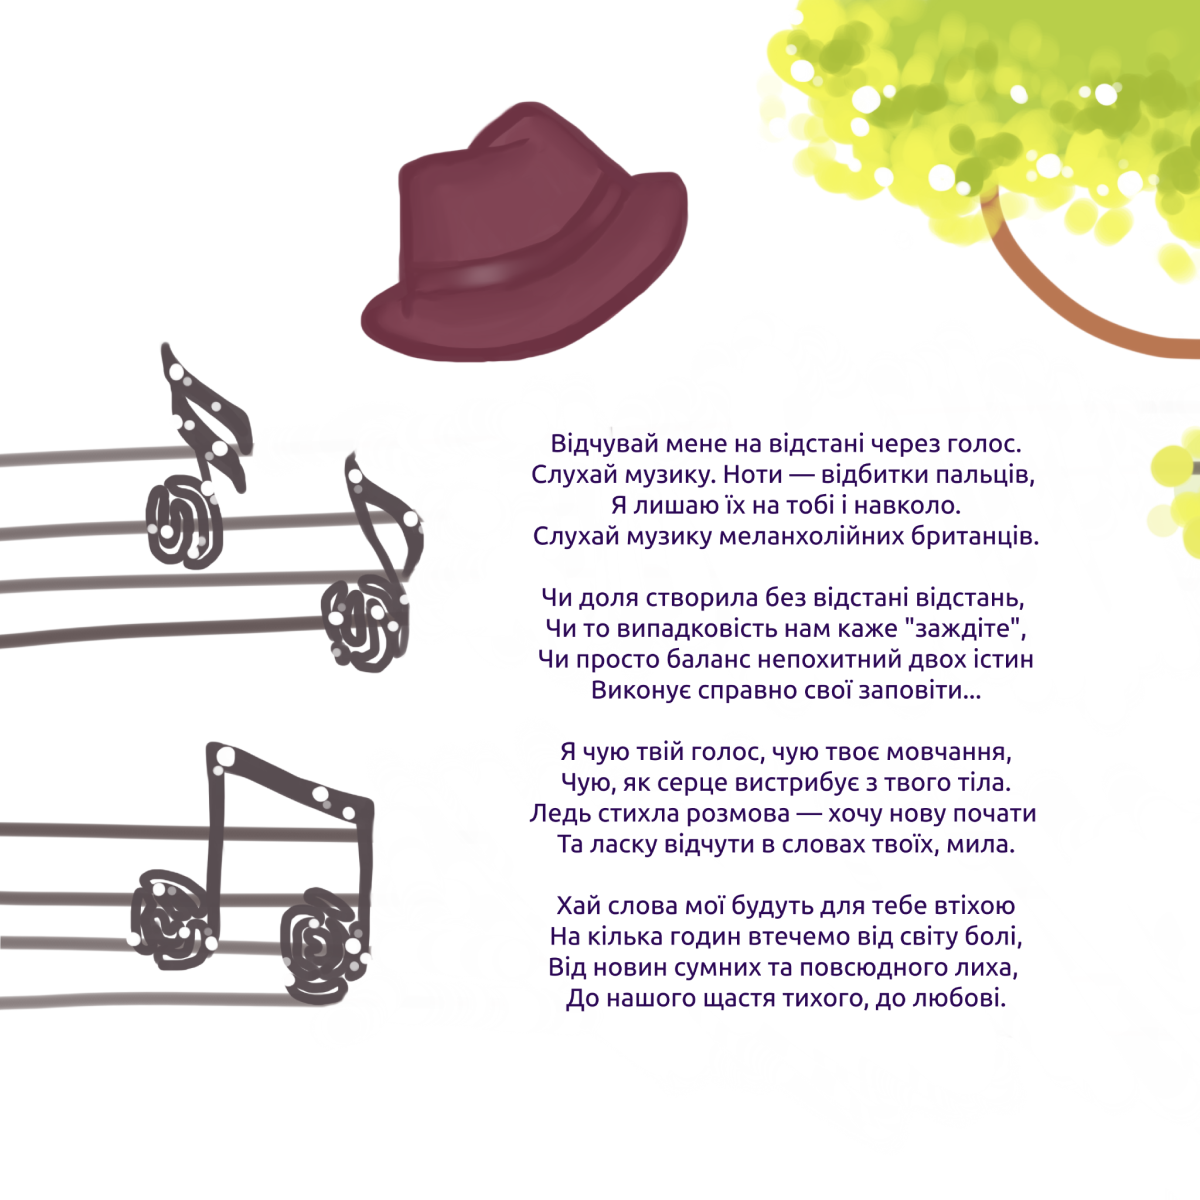 Відчувай мене на відстані через голос.
Слухай музику. Ноти — відбитки пальців,
Я лишаю їх на тобі і навколо.
Слухай музику меланхолійних британців.
Чи доля створила без відстані відстань,
Чи то випадковість нам каже "заждіте",
Чи просто баланс непохитний двох істин
Виконує справно свої заповіти...
Я чую твій голос, чую твоє мовчання,
Чую, як серце вистрибує з твого тіла.
Ледь стихла розмова — хочу нову почати
Та ласку відчути в словах твоїх, мила.
Хай слова мої будуть для тебе втіхою
На кілька годин втечемо від світу болі,
Від новин сумних та повсюдного лиха,
До нашого щастя тихого, до любові.